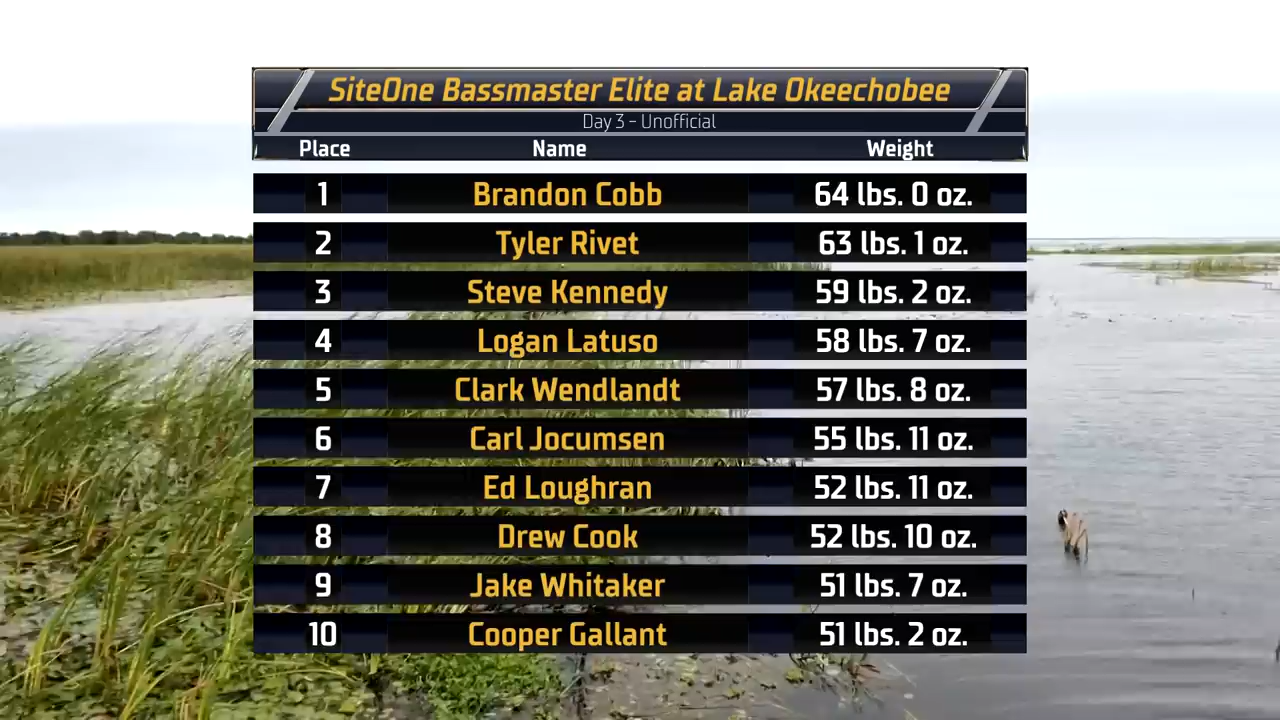 SiteOne Bassmaster Elite at Lake Okeechobee
Day 3 - Unofficial
Place Name Weight
1 Brandon Cobb 64 lbs. 0 oz.
2 Tyler Rivet 63 lbs. 1 oz.
3 Steve Kennedy 59 lbs. 2 oz.
4 Logan Latuso 58 lbs. 7 oz.
5 Clark Wendlandt 57 lbs. 8 oz.
6 Carl Jocumsen 55 lbs. 11 oz.
7 Ed Loughran 52 lbs. 11 oz.
8 Drew Cook 52 lbs. 10 oz.
9 Jake Whitaker 51 lbs. 7 oz.
10 Cooper Gallant 51 lbs. 2 oz.